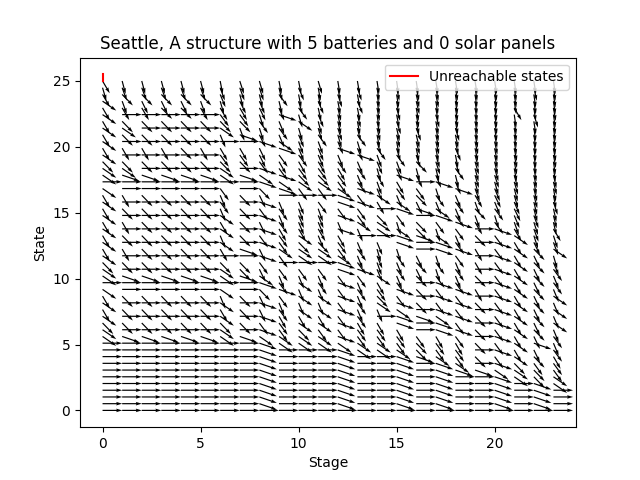 Seattle, A structure with 5 batteries and 0 solar panels
Unreachable states
25
20
15
10
5
0
State
0 5 10 15 20
Stage